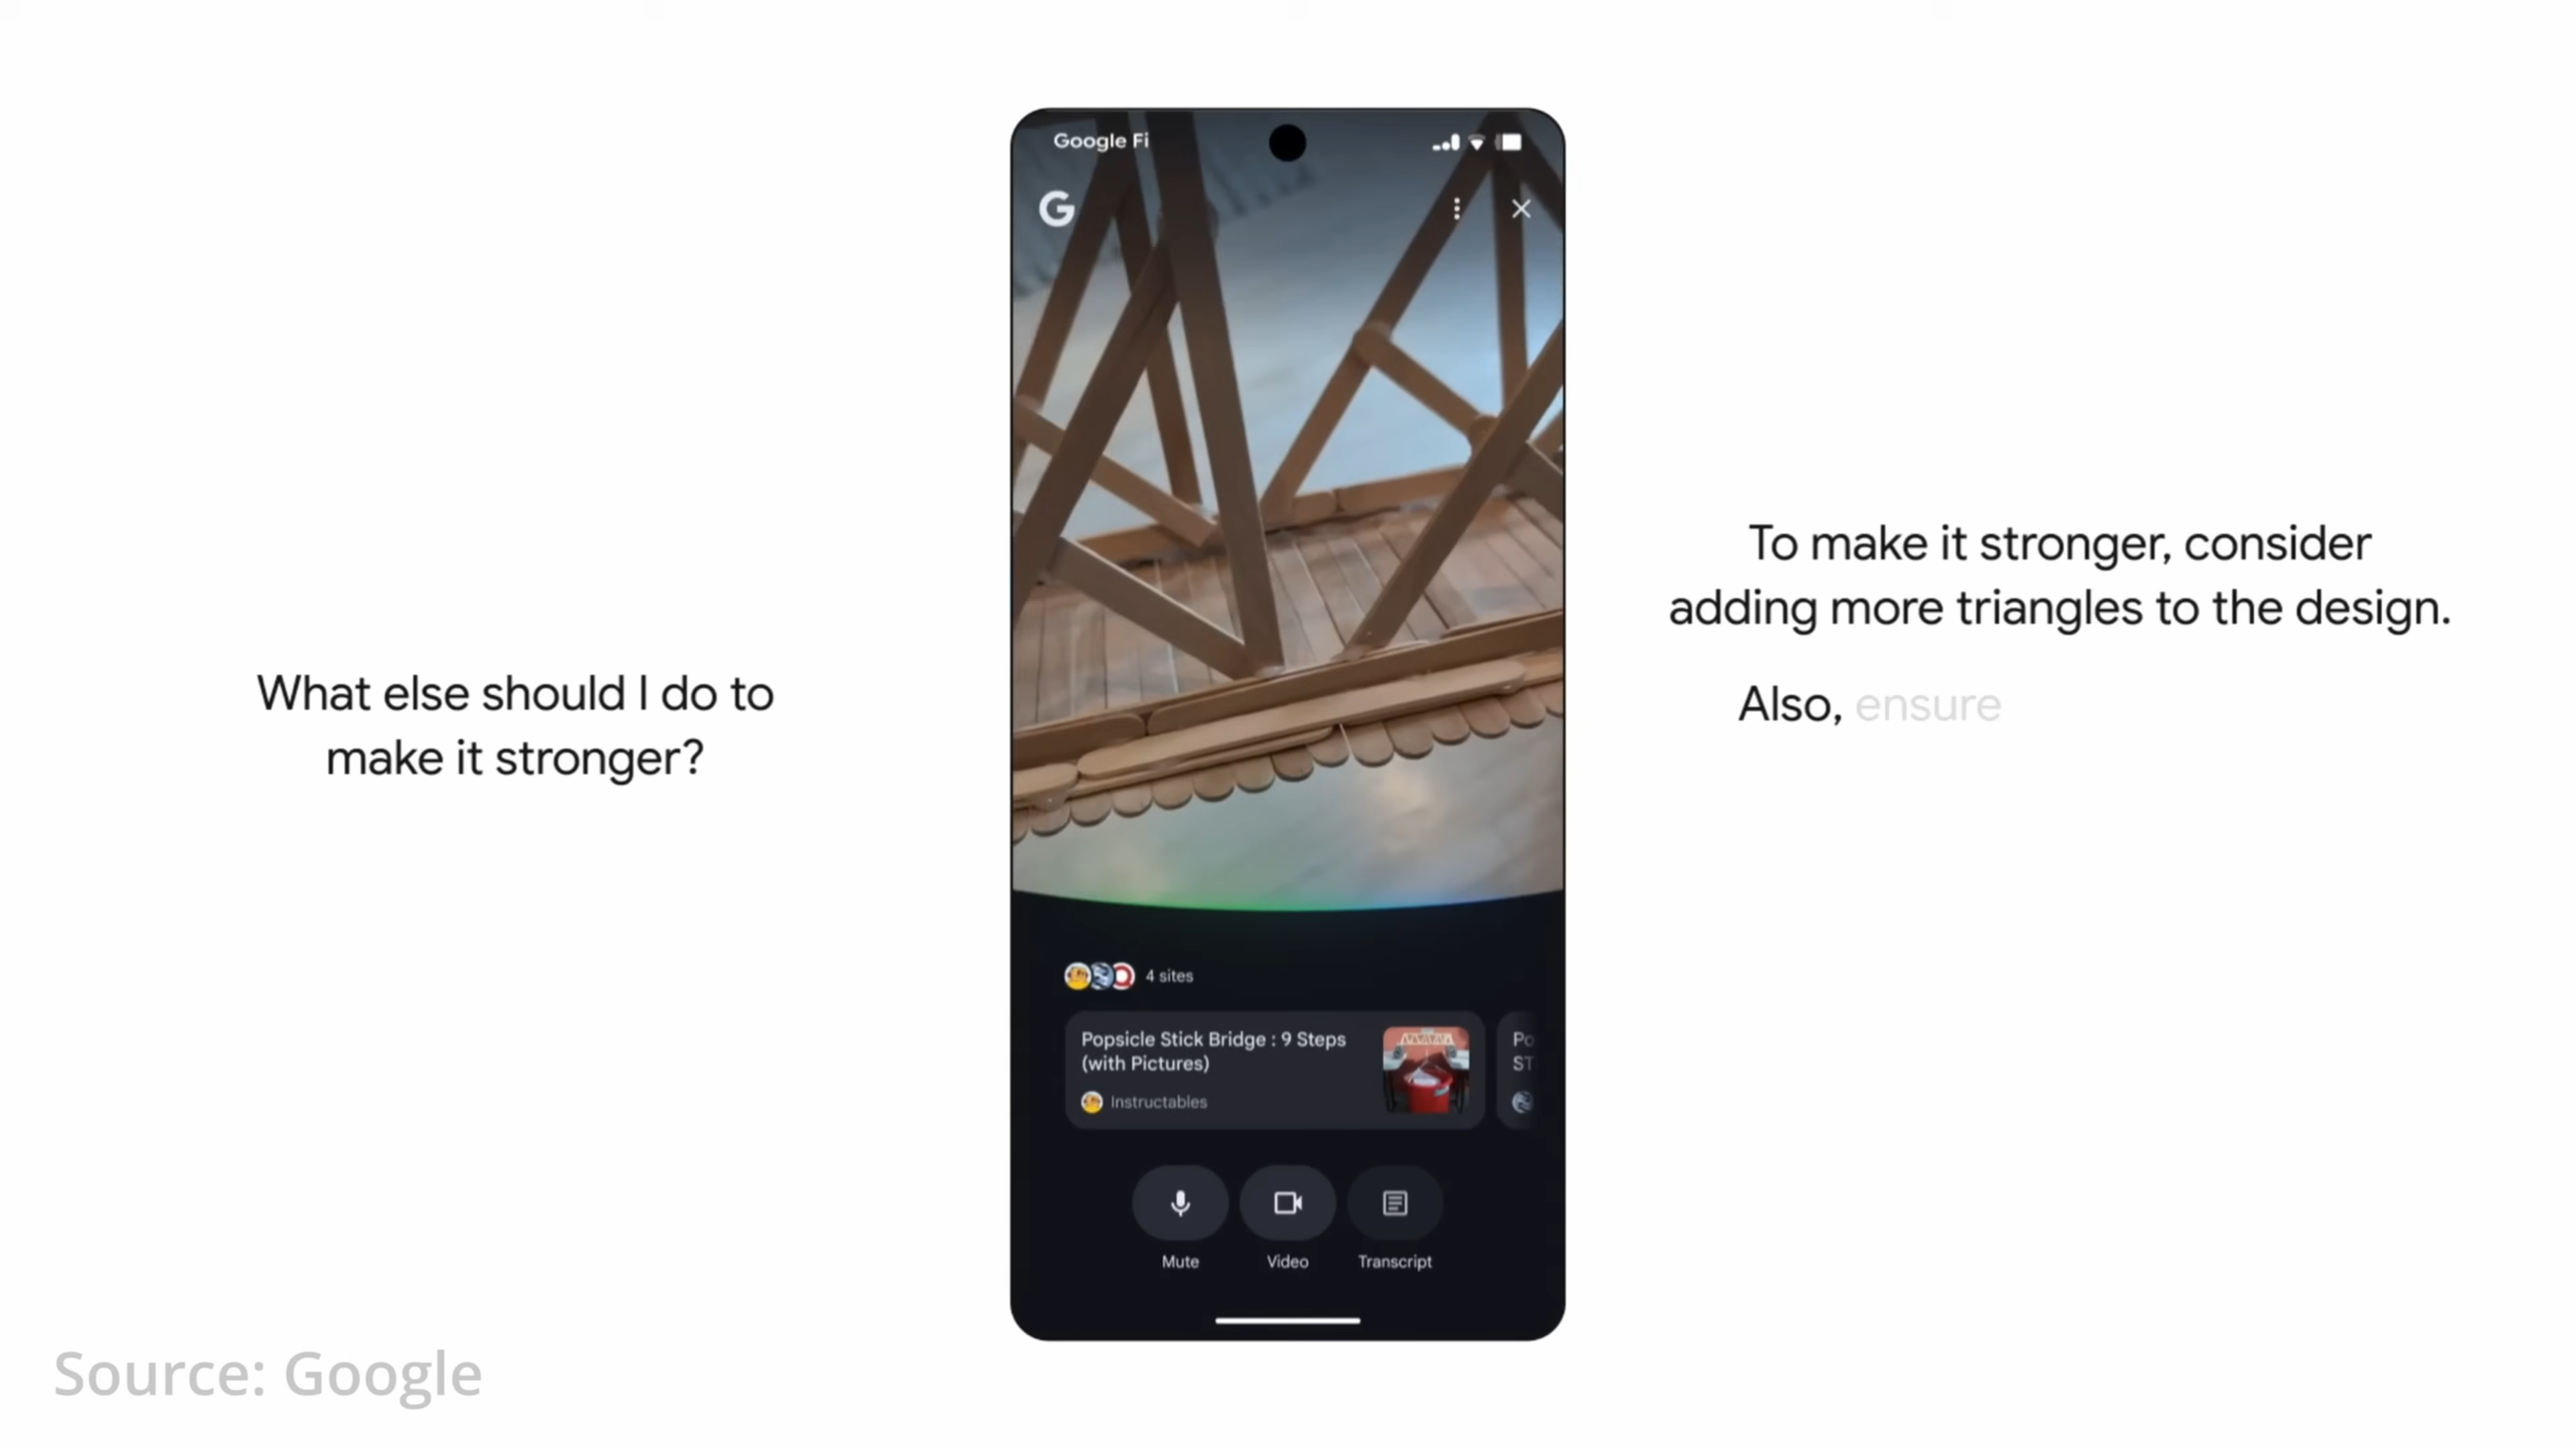 What else should I do to
make it stronger?
Google Fi
G
4 sites
Popsicle Stick Bridge : 9 Steps
(with Pictures)
Instructables
Po
ST
Mute
Video
Transcript
To make it stronger, consider
adding more triangles to the design.
Also, ensure
Source: Google